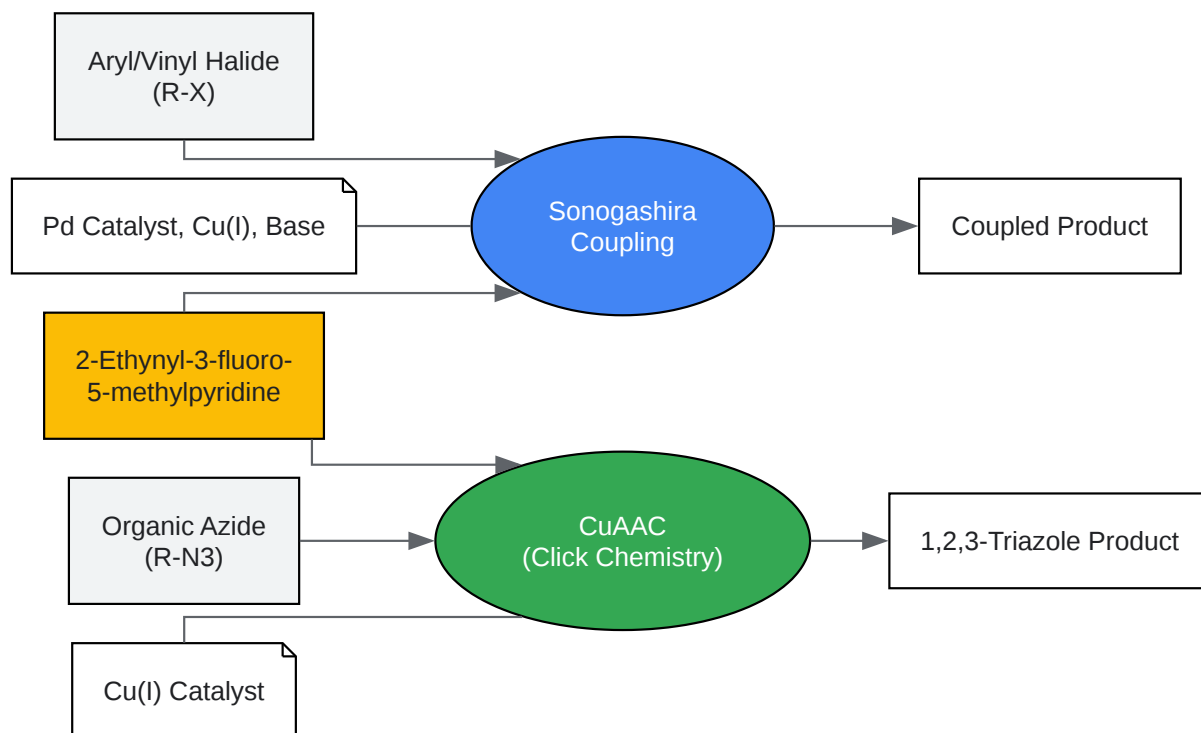 Aryl/Vinyl Halide
(R-X)
Pd Catalyst, Cu(I), Base
Sonogashira
Coupling
Coupled Product
2-Ethynyl-3-fluoro-
5-methylpyridine
Organic Azide
(R-N3)
CuAAC
(Click Chemistry)
1,2,3-Triazole Product
Cu(I) Catalyst